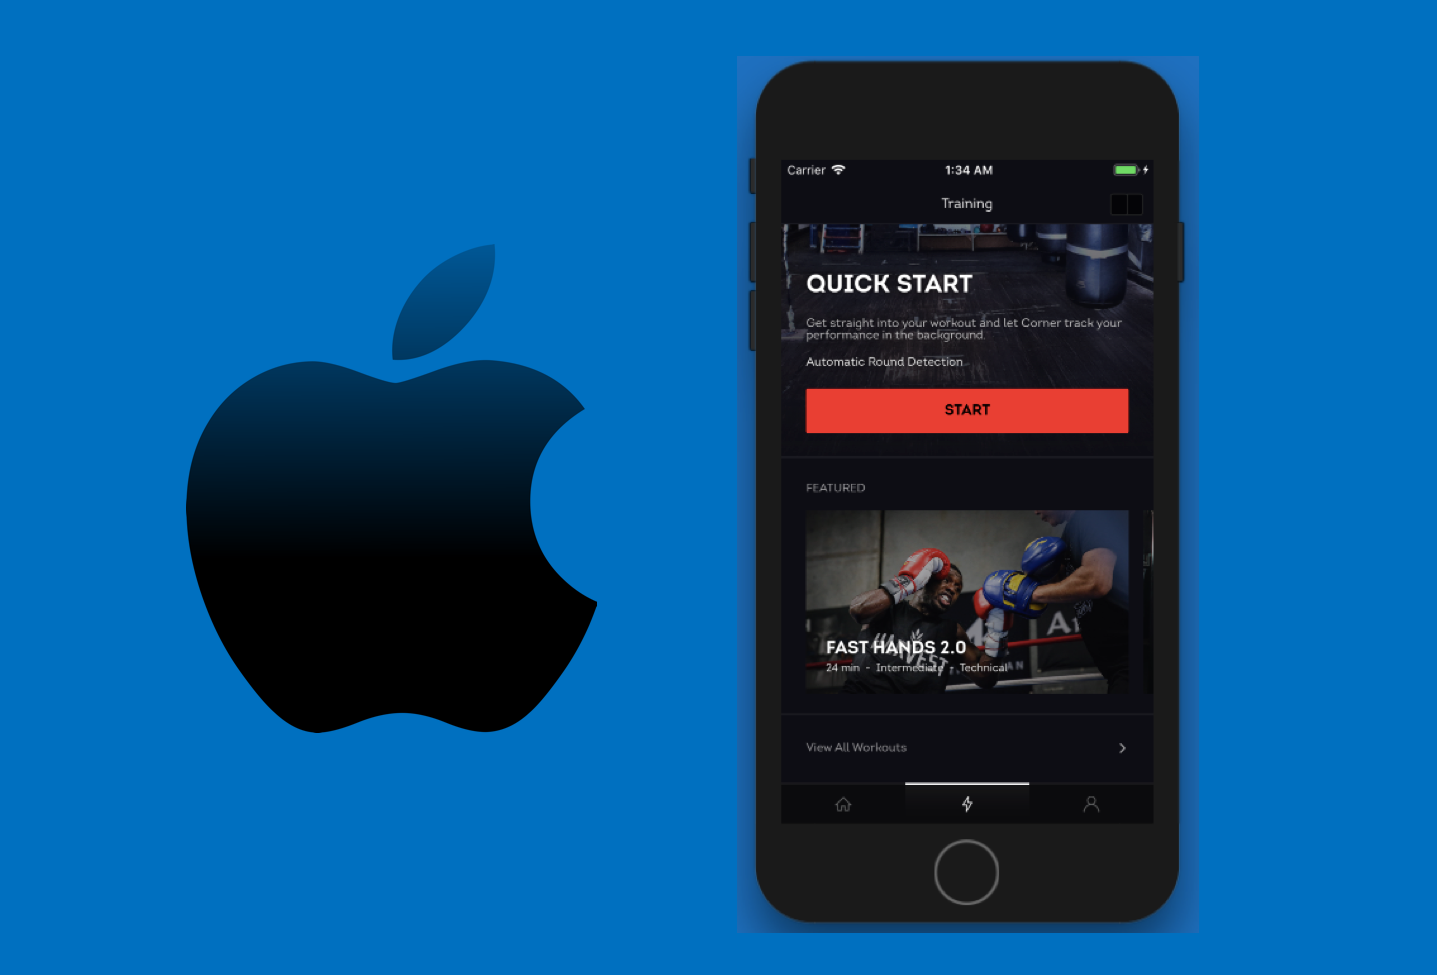 Carrier 1:34 AM
Training
QUICK START
Get straight into your workout and let Corner track your
performance in the background.
Automatic Round Detection
START
FEATURED
HARVEST
FAST HANDS 2.0
24 min - Intermediate - Technical
View All Workouts